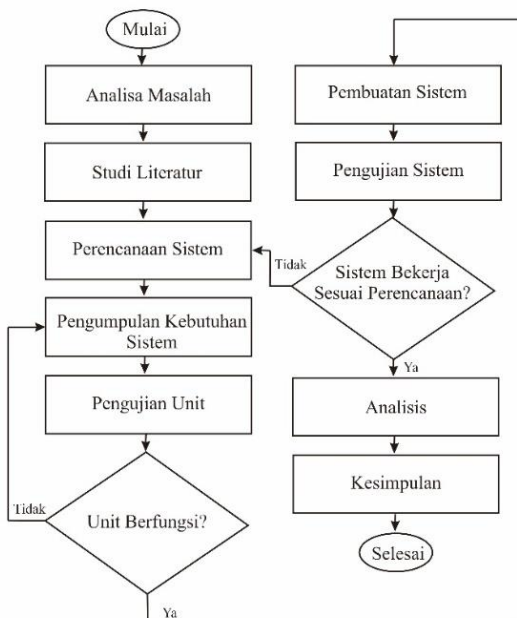 Mulai
Analisa Masalah
Studi Literatur
Perencanaan Sistem
Pengumpulan Kebutuhan
Sistem
Pengujian Unit
Unit Berfungsi?
Tidak
Ya
Pembuatan Sistem
Pengujian Sistem
Sistem Bekerja
Sesuai Perencanaan?
Tidak
Ya
Analisis
Kesimpulan
Selesai